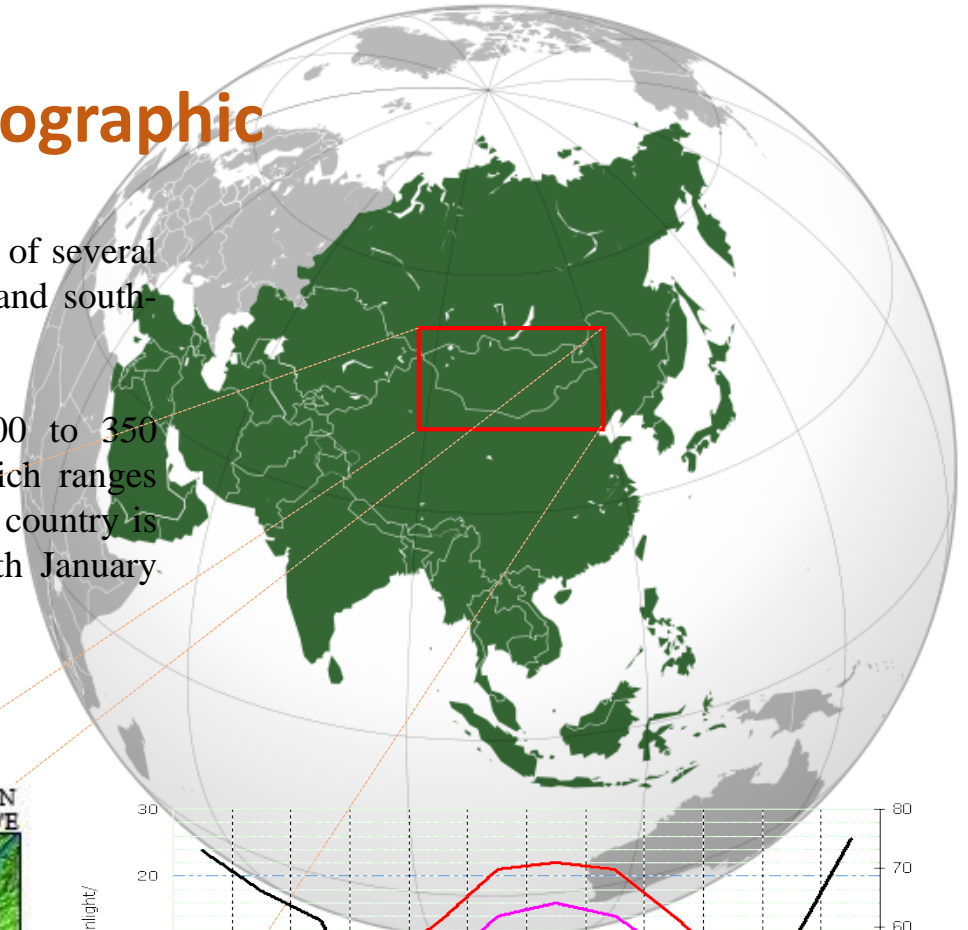 ographic
of several
and south-
00 to 350
ich ranges
country is
th January
N
E
30
20
nlight/
80
70
60